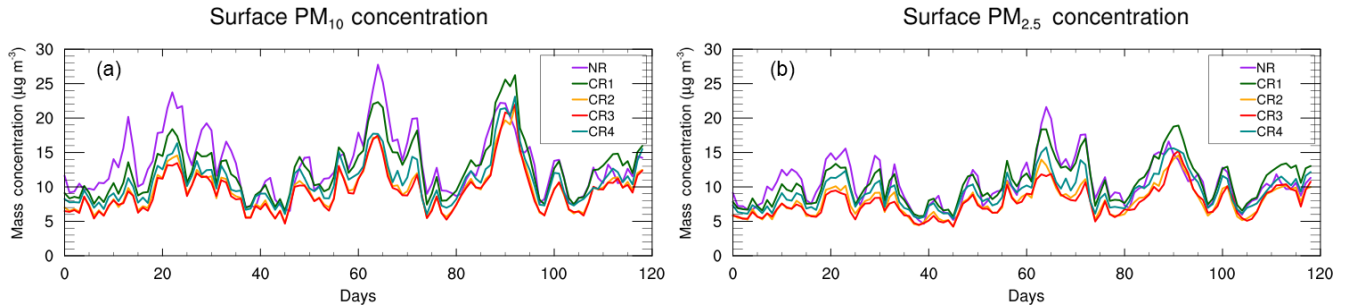 Surface PM10 concentration
Mass concentration (µg m-3)
30
25
20
15
10
5
0
(a)
NR
CR1
CR2
CR3
CR4
0 20 40 60 80 100 120
Days
Surface PM2.5 concentration
Mass concentration (µg m-3)
30
25
20
15
10
5
0
(b)
NR
CR1
CR2
CR3
CR4
0 20 40 60 80 100 120
Days